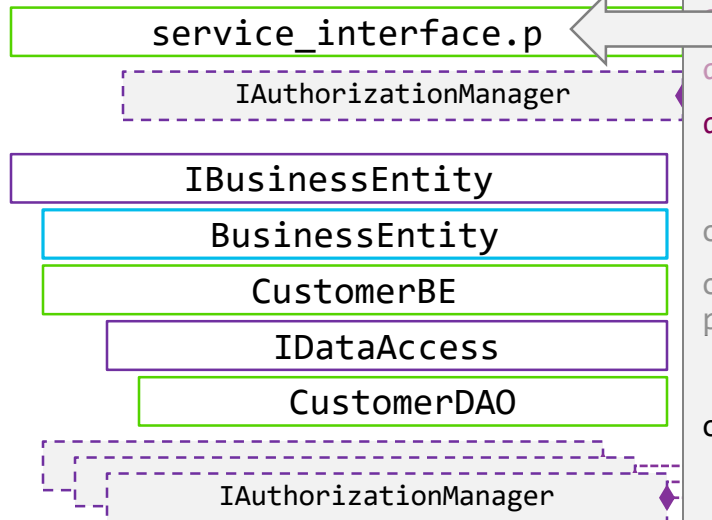 service_interface.p
IAuthorizationManager
IBusinessEntity
BusinessEntity
CustomerBE
IDataAccess
CustomerDAO
IAuthorizationManager